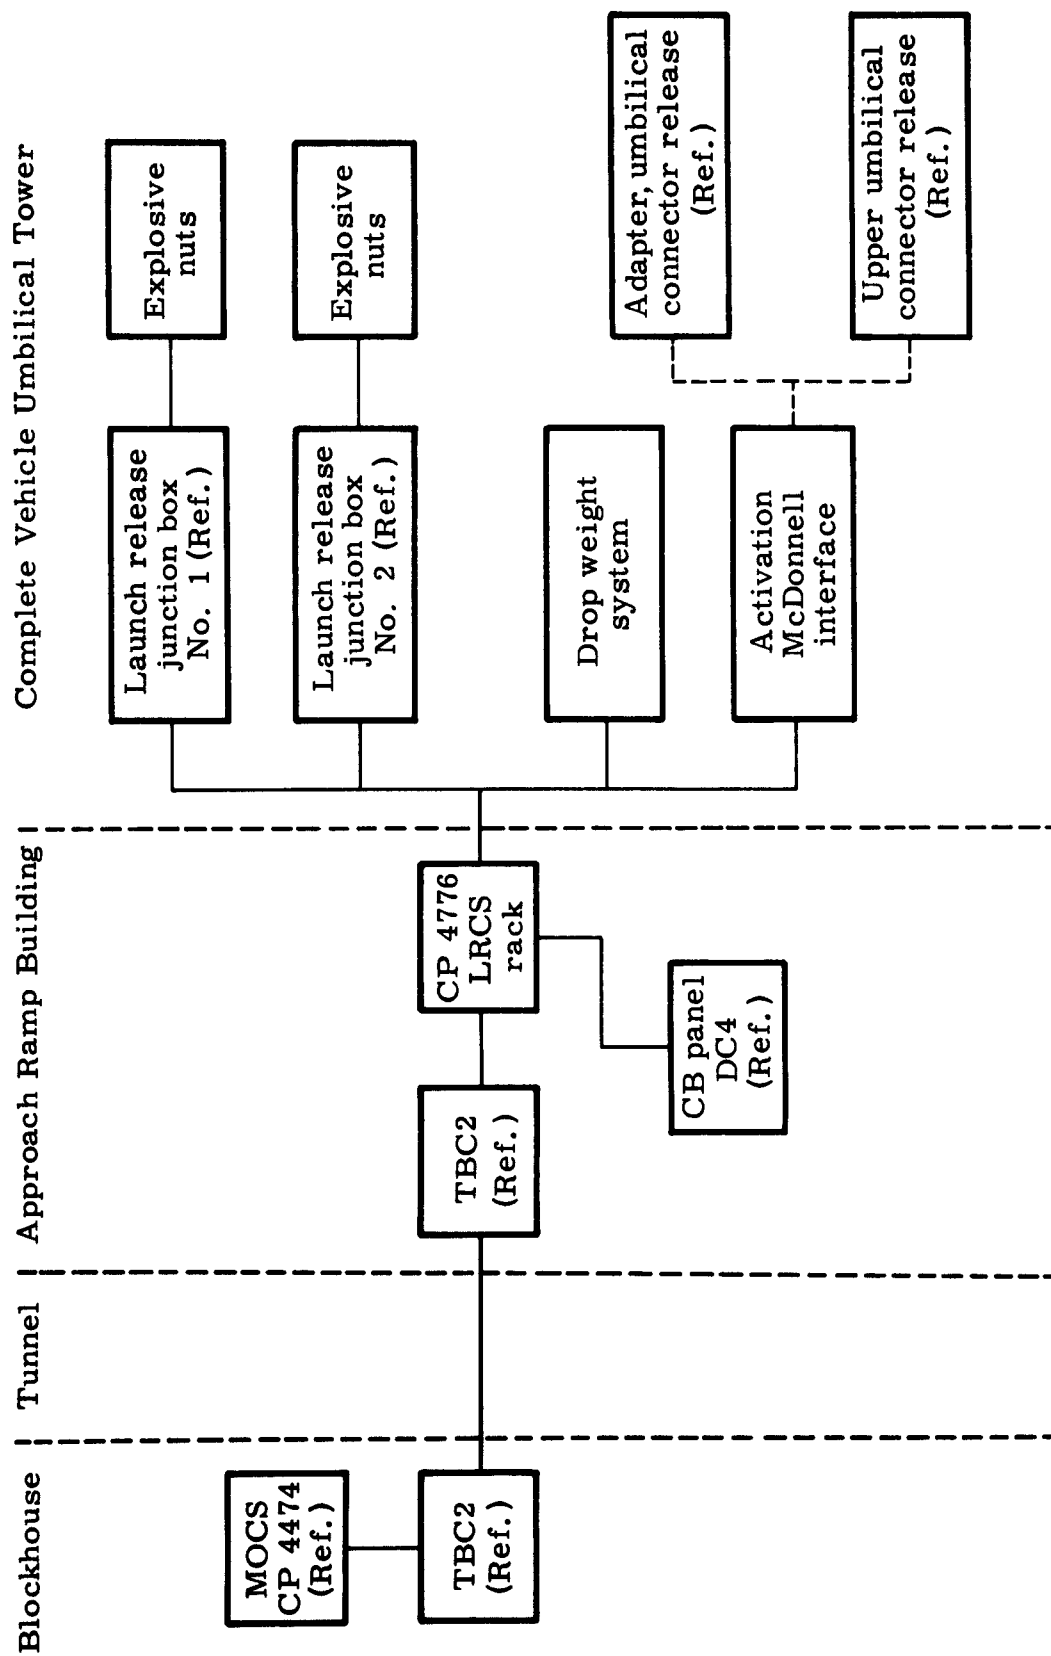 Blockhouse
Tunnel
Approach Ramp Building
Complete Vehicle Umbilical Tower
MOCS
CP 4474
(Ref.)
TBC2
(Ref.)
TBC2
(Ref.)
CP 4776
LRCS
rack
CB panel
DC4
(Ref.)
Launch release
junction box
No. 1 (Ref.)
Explosive
nuts
Launch release
junction box
No. 2 (Ref.)
Explosive
nuts
Drop weight
system
Activation
McDonnell
interface
Adapter, umbilical
connector release
(Ref.)
Upper umbilical
connector release
(Ref.)